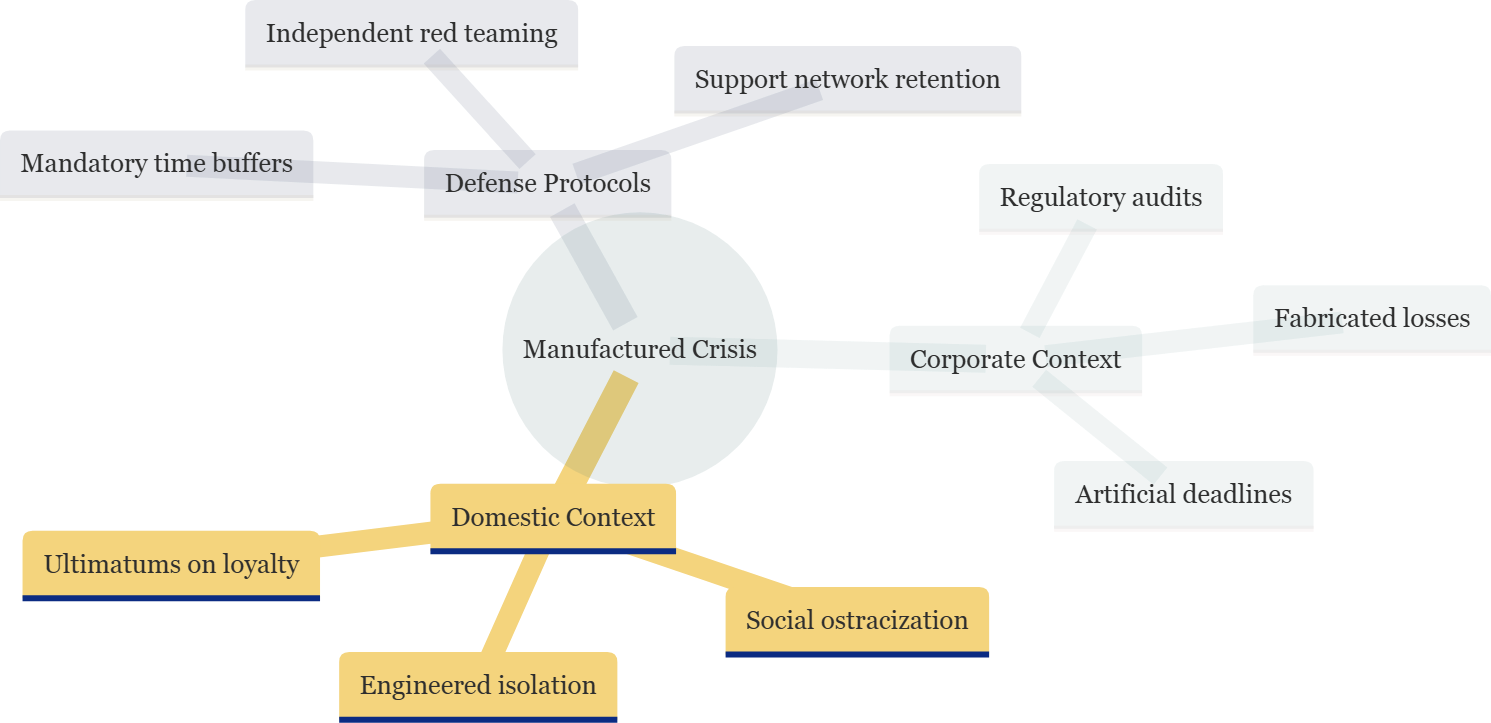 Independent red teaming
Support network retention
Mandatory time buffers
Defense Protocols
Regulatory audits
Fabricated losses
Manufactured Crisis
Corporate Context
Artificial deadlines
Domestic Context
Ultimatums on loyalty
Social ostracization
Engineered isolation